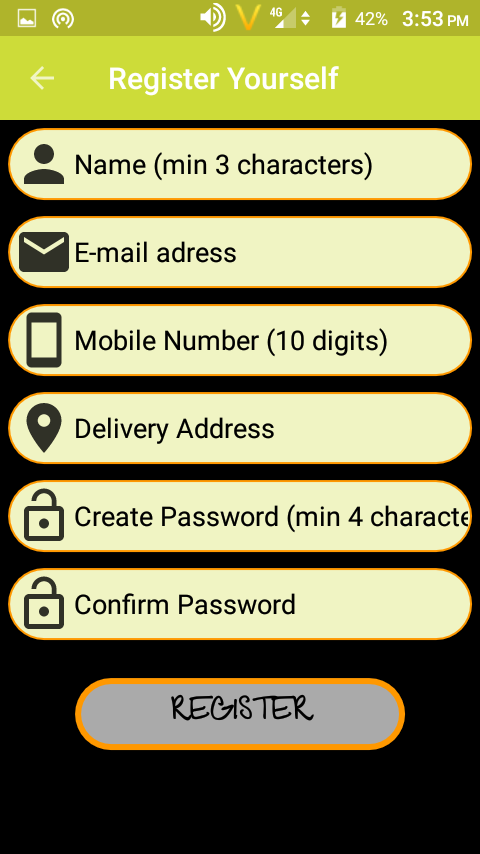 4G 42% 3:53 PM
Register Yourself
Name (min 3 characters)
E-mail adress
Mobile Number (10 digits)
Delivery Address
Create Password (min 4 characte
Confirm Password
REGISTER